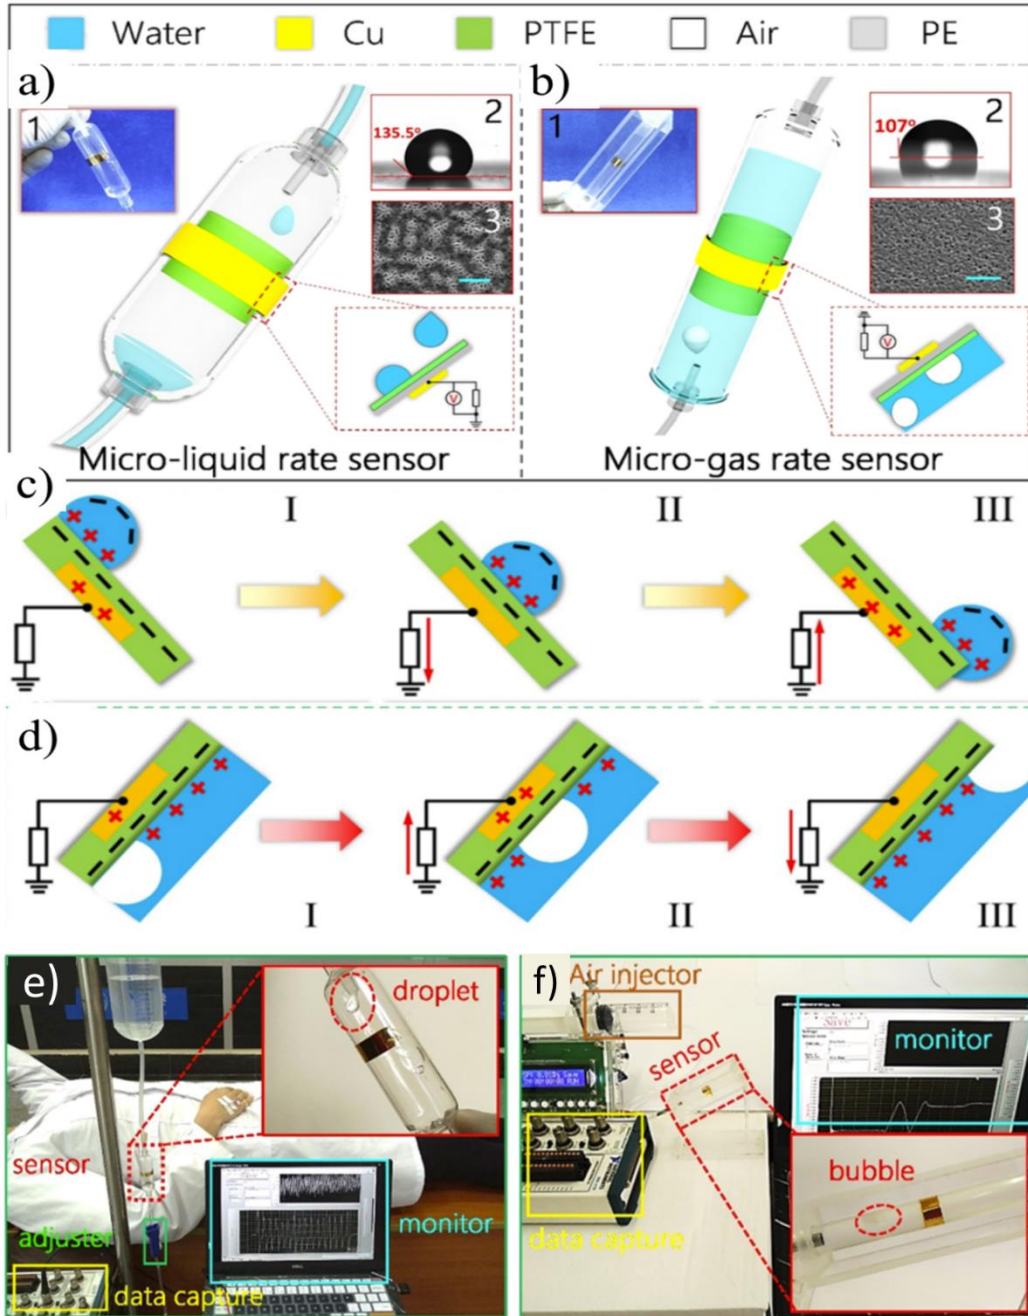 Water Cu PTFE Air PE
a)
1
2
135.5°
3
V
Micro-liquid rate sensor
b)
1
2
107°
3
V
Micro-gas rate sensor
c)
I II III
d)
I II III
e)
droplet
sensor
adjuster
monitor
data capture
f)
Air injector
sensor
monitor
Save
bubble
data capture